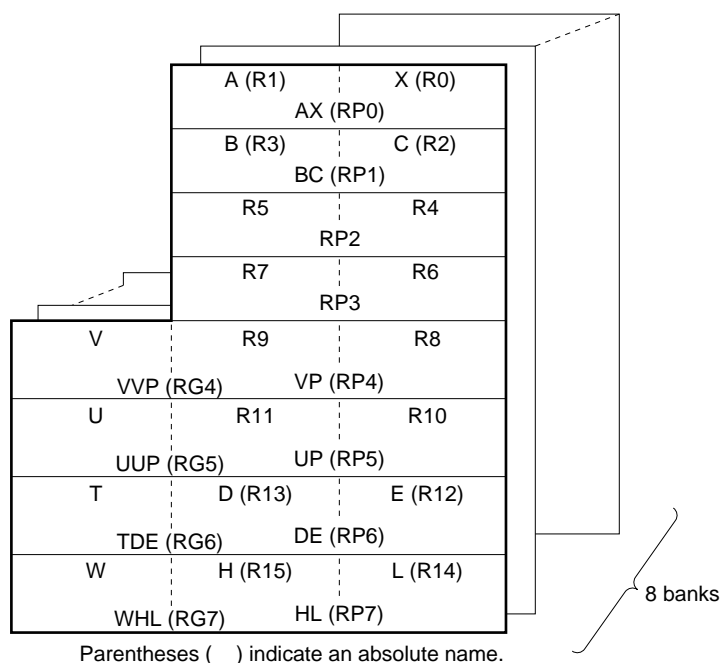 A (R1) X (R0)
AX (RP0)
B (R3) C (R2)
BC (RP1)
R5 R4
RP2
R7 R6
RP3
V R9 R8
VVP (RG4) VP (RP4)
U R11 R10
UUP (RG5) UP (RP5)
T D (R13) E (R12)
TDE (RG6) DE (RP6)
W H (R15) L (R14)
WHL (RG7) HL (RP7)
8 banks
Parentheses ( ) indicate an absolute name.